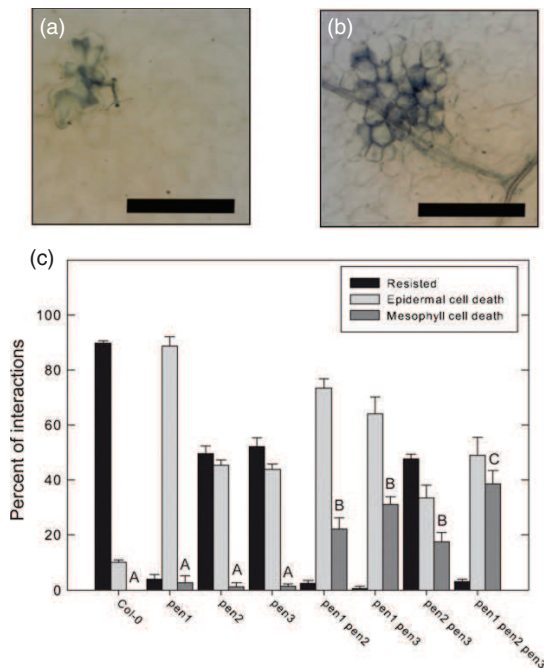 (a)
(b)
(c)
Resisted
Epidermal cell death
Mesophyll cell death
Percent of interactions
100
80
60
40
20
0
A
A
A
A
B
B
B
C
Col-0
pen1
pen2
pen3
pen1 pen2
pen1 pen3
pen2 pen3
pen1 pen2 pen3